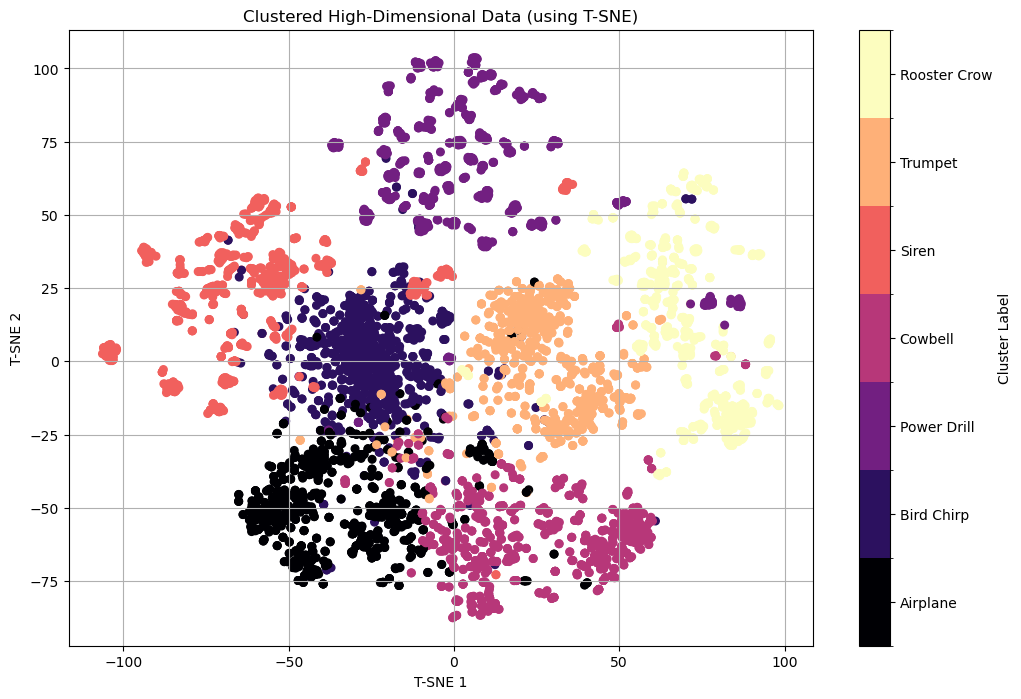 Clustered High-Dimensional Data (using T-SNE)
T-SNE 2
100
75
50
25
0
−25
−50
−75
−100
−50
0
50
100
T-SNE 1
Rooster Crow
Trumpet
Siren
Cowbell
Power Drill
Bird Chirp
Airplane
Cluster Label